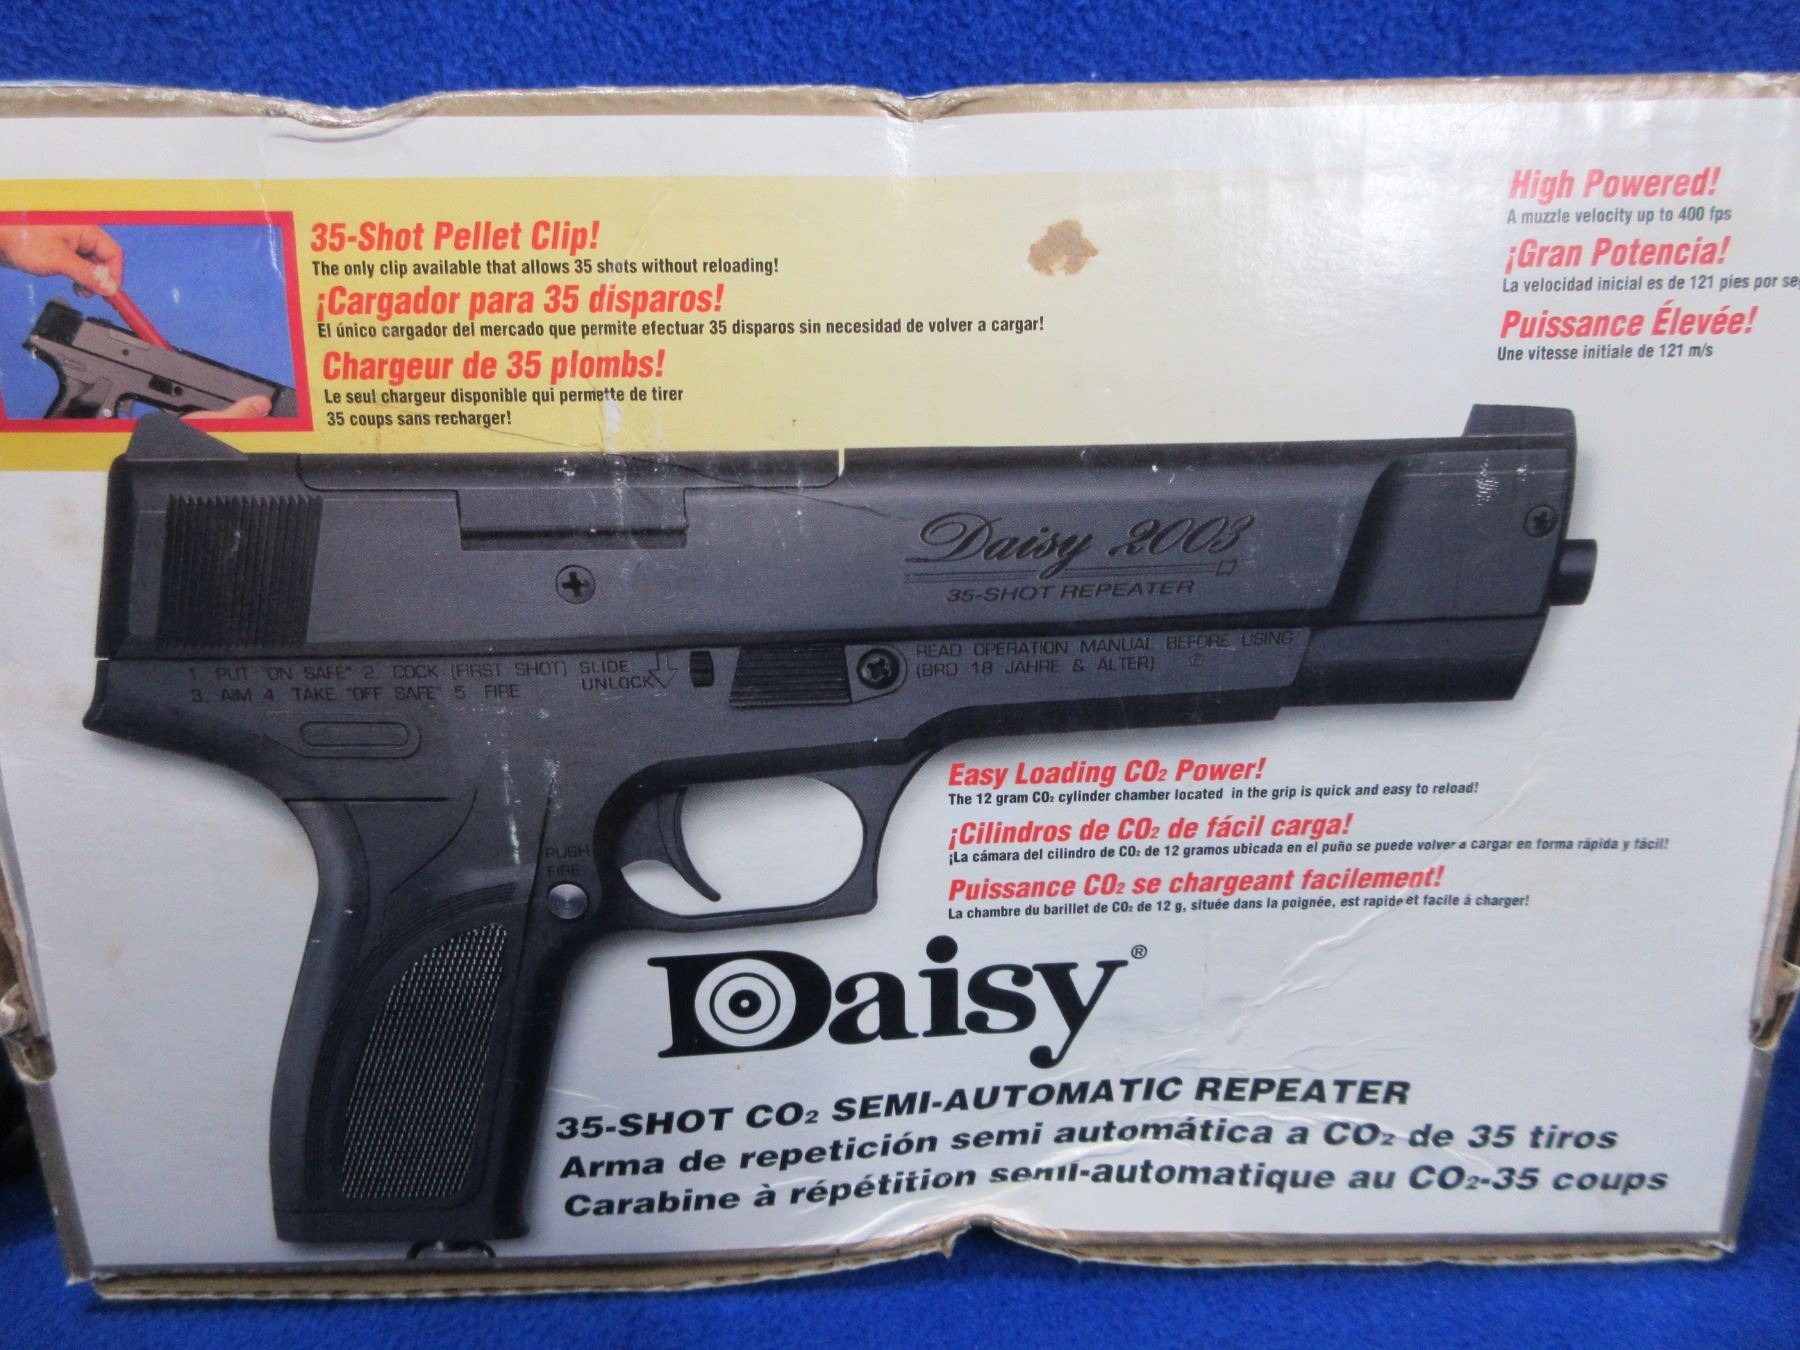 35-Shot Pellet Clip!
The only clip available that allows 35 shots without reloading!
¡Cargador para 35 disparos!
El único cargador del mercado que permite efectuar 35 disparos sin necesidad de volver a cargar!
Chargeur de 35 plombs!
Le seul chargeur disponible qui permette de tirer
35 coups sans recharger!
High Powered!
A muzzle velocity up to 400 fps
¡Gran Potencia!
La velocidad inicial es de 121 pies por
Puissance Élevée!
Une vitesse initiale de 121 m/s
Daisy 2003
35-SHOT REPEATER
1. PUT "ON SAFE" 2. COCK (FIRST SHOT)
3. AIM 4 TAKE "OFF SAFE" 5 FIRE
SLIDE
UNLOCK
READ OPERATION MANUAL BEFORE USING
(BRD 18 JAHRE & ÄLTER)
PUSH
FIRE
Easy Loading CO₂ Power!
The 12 gram CO₂ cylinder chamber located in the grip is quick and easy to reload!
¡Cilindros de CO₂ de fácil carga!
¡La cámara del cilindro de CO₂ de 12 gramos ubicada en el puño se puede volver a cargar en forma rápida y fácil!
Puissance CO₂ se chargeant facilement!
La chambre du barillet de CO₂ de 12 g, située dans la poignée, est rapide et facile á charger!
Daisy®
35-SHOT CO₂ SEMI-AUTOMATIC REPEATER
Arma de repetición semi automática a CO₂ de 35 tiros
Carabine à répétition semi-automatique au CO₂-35 coups